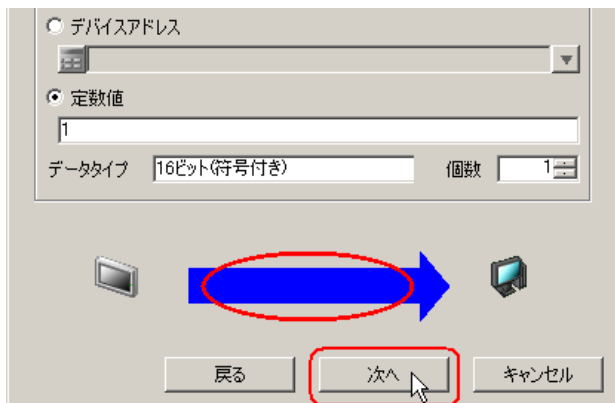 デバイスアドレス
定数値
1
データタイプ 16ビット(符号付き) 個数 1
戻る 次へ キャンセル